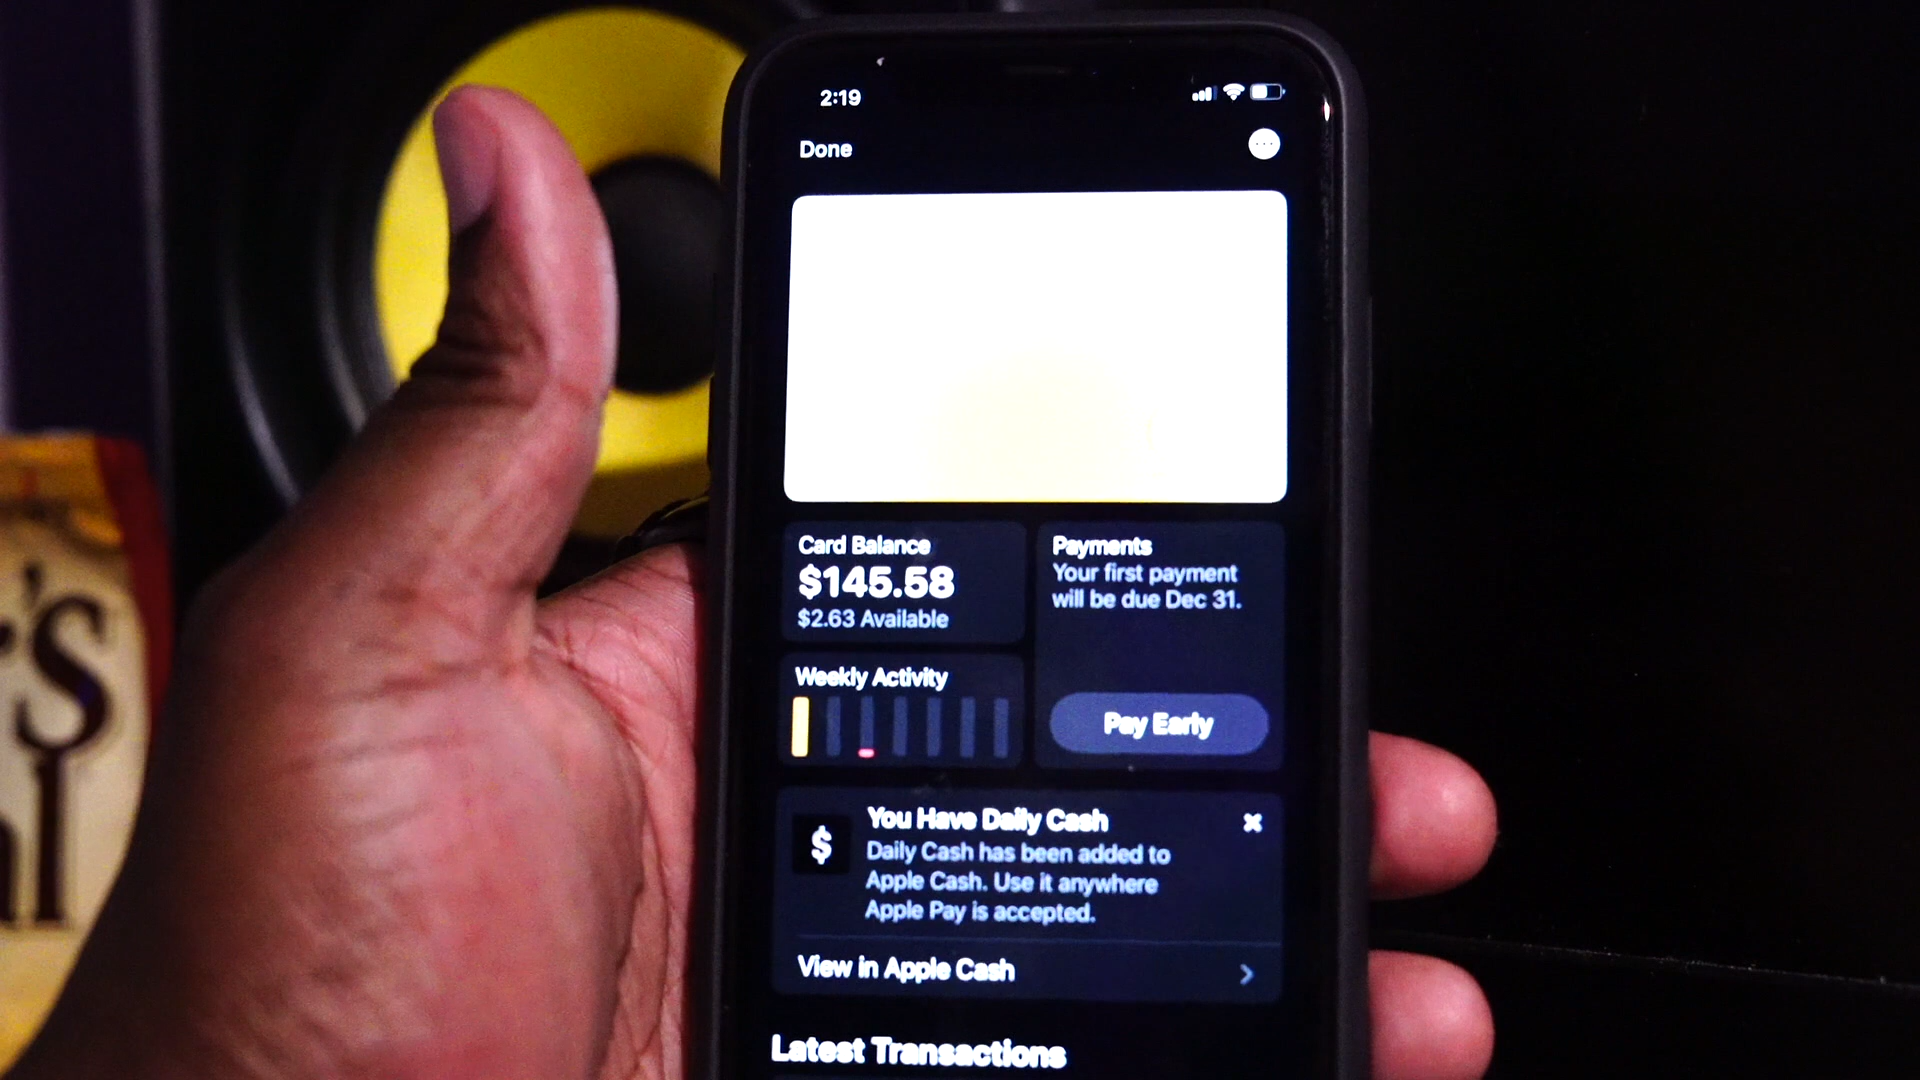 2:19
Done
Card Balance
$145.58
$2.63 Available
Payments
Your first payment
will be due Dec 31.
Weekly Activity
Pay Early
You Have Daily Cash
Daily Cash has been added to
Apple Cash. Use it anywhere
Apple Pay is accepted.
View in Apple Cash
Latest Transactions
's